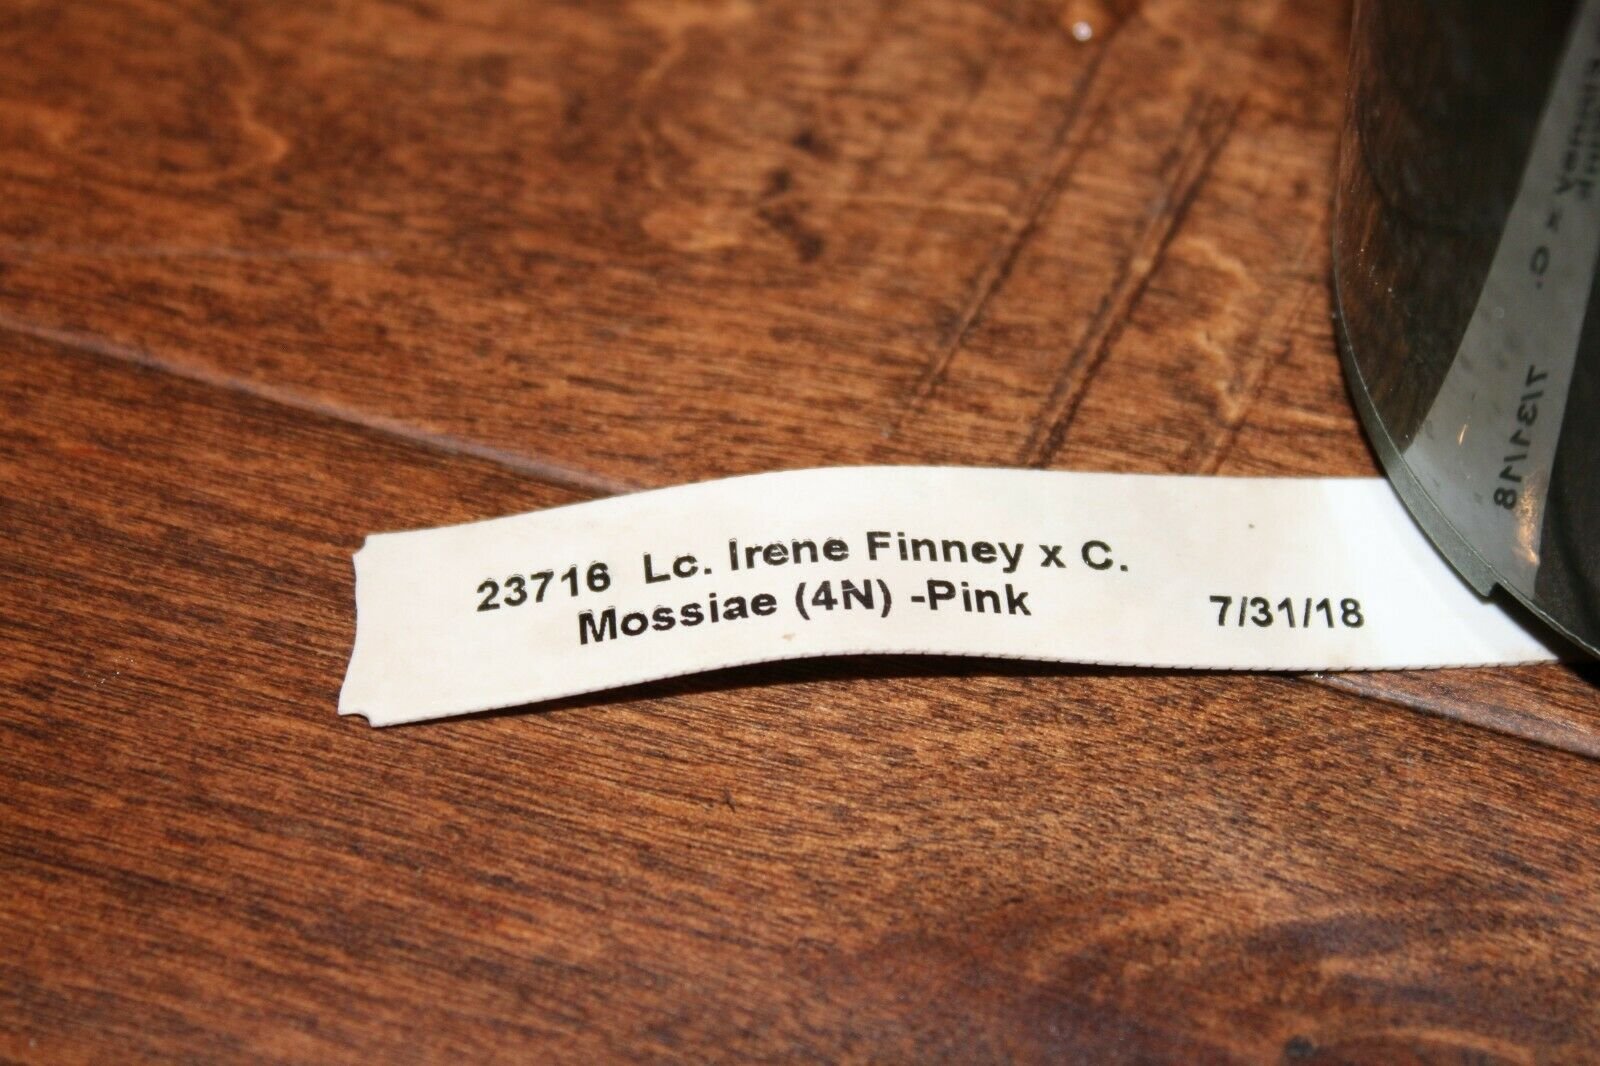 23716 Lc. Irene Finney x C.
Mossiae (4N) -Pink 7/31/18